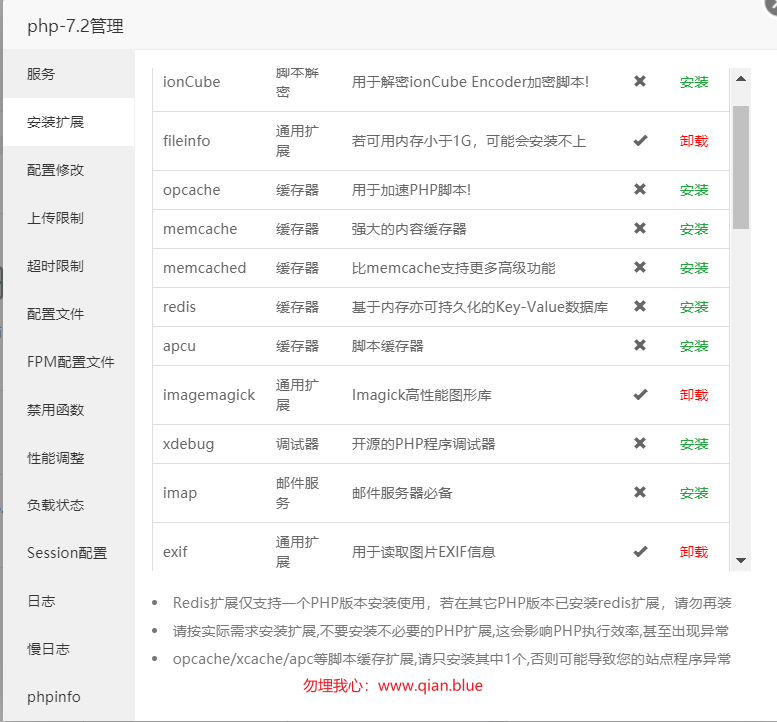 php-7.2管理
服务
安装扩展
配置修改
上传限制
超时限制
配置文件
FPM配置文件
禁用函数
性能调整
负载状态
Session配置
日志
慢日志
phpinfo
ionCube 脚本解密 用于解密ionCube Encoder加密脚本! ✖ 安装
fileinfo 通用扩展 若可用内存小于1G，可能会安装不上 ✔ 卸载
opcache 缓存器 用于加速PHP脚本! ✖ 安装
memcache 缓存器 强大的内容缓存器 ✖ 安装
memcached 缓存器 比memcache支持更多高级功能 ✖ 安装
redis 缓存器 基于内存亦可持久化的Key-Value数据库 ✖ 安装
apcu 缓存器 脚本缓存器 ✖ 安装
imagemagick 通用扩展 Imagick高性能图形库 ✔ 卸载
xdebug 调试器 开源的PHP程序调试器 ✖ 安装
imap 邮件服务 邮件服务器必备 ✖ 安装
exif 通用扩展 用于读取图片EXIF信息 ✔ 卸载
• Redis扩展仅支持一个PHP版本安装使用，若在其它PHP版本已安装redis扩展，请勿再装
• 请按实际需求安装扩展,不要安装不必要的PHP扩展,这会影响PHP执行效率,甚至出现异常
• opcache/xcache/apc等脚本缓存扩展,请只安装其中1个,否则可能导致您的站点程序异常
勿埋我心：www.qian.blue